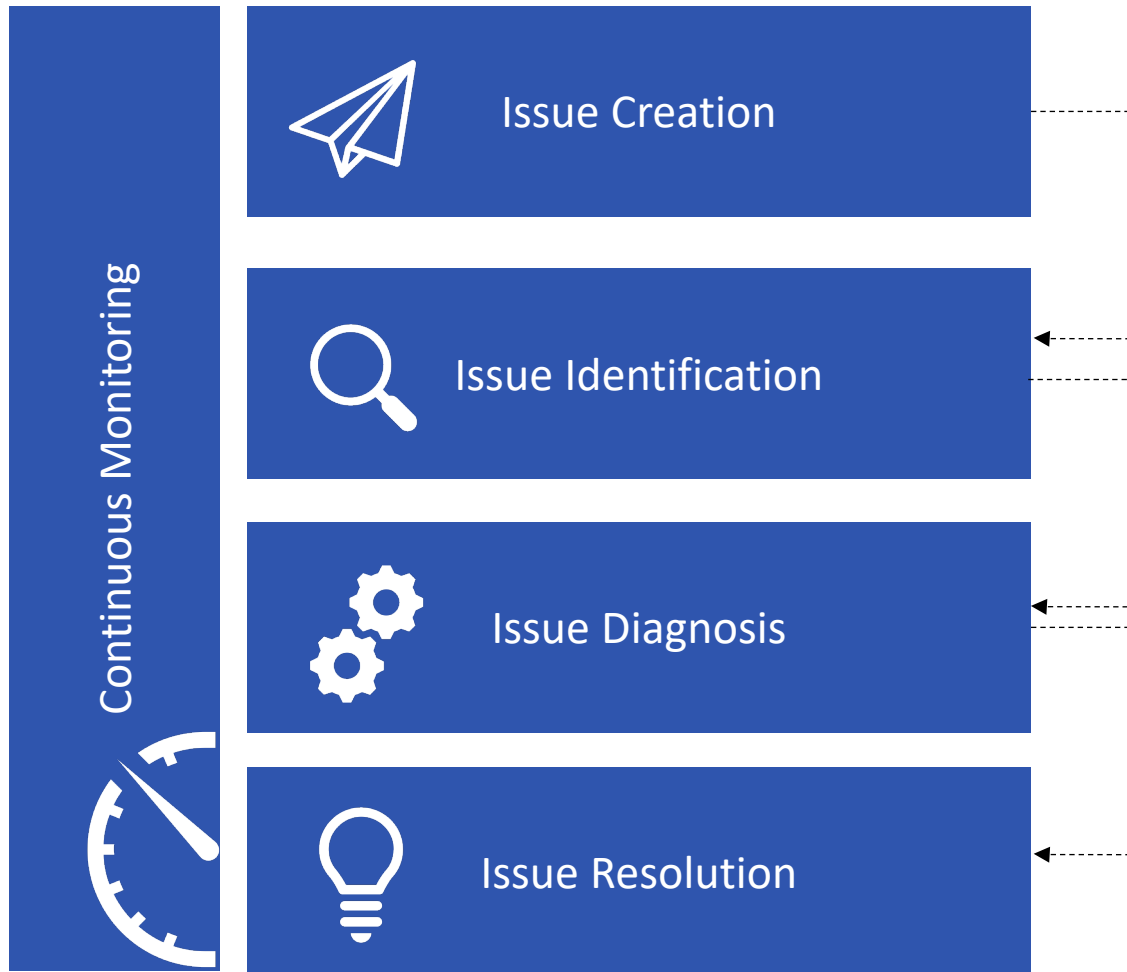 Continuous Monitoring
Issue Creation
Issue Identification
Issue Diagnosis
Issue Resolution